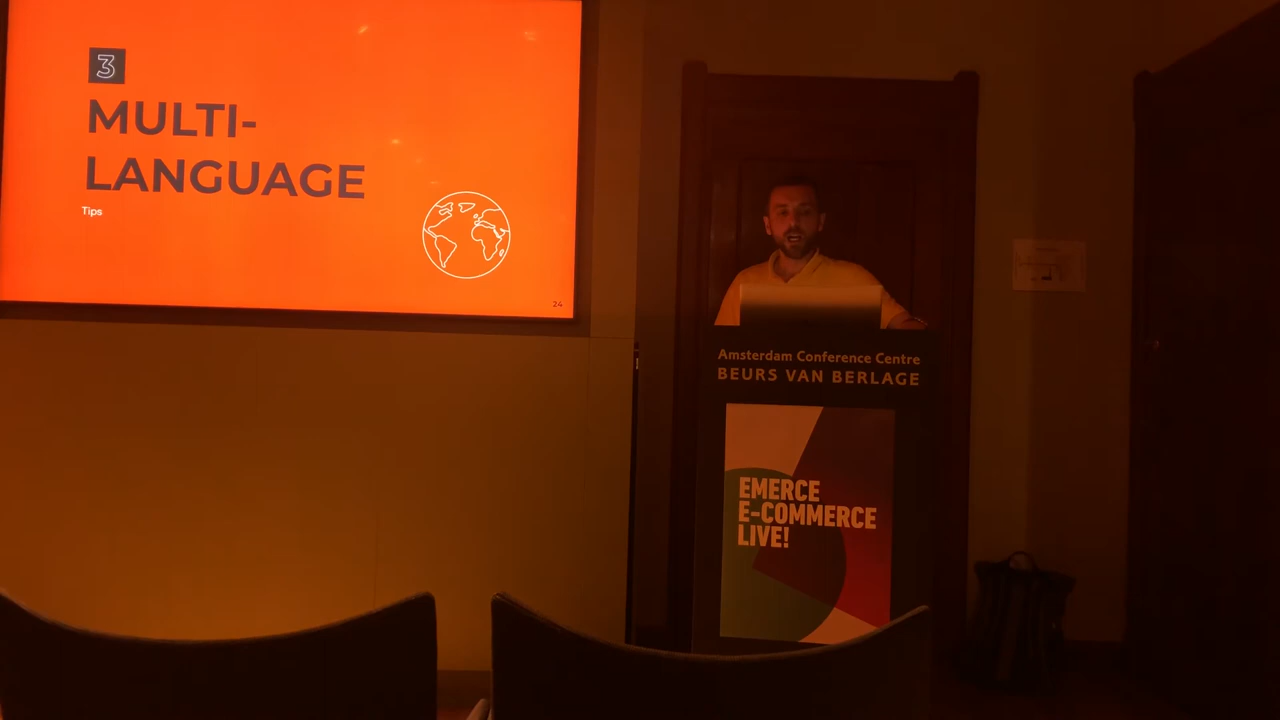 3
MULTI-
LANGUAGE
Tips
24
Amsterdam Conference Centre
BEURS VAN BERLAGE
EMERCE
E-COMMERCE
LIVE!